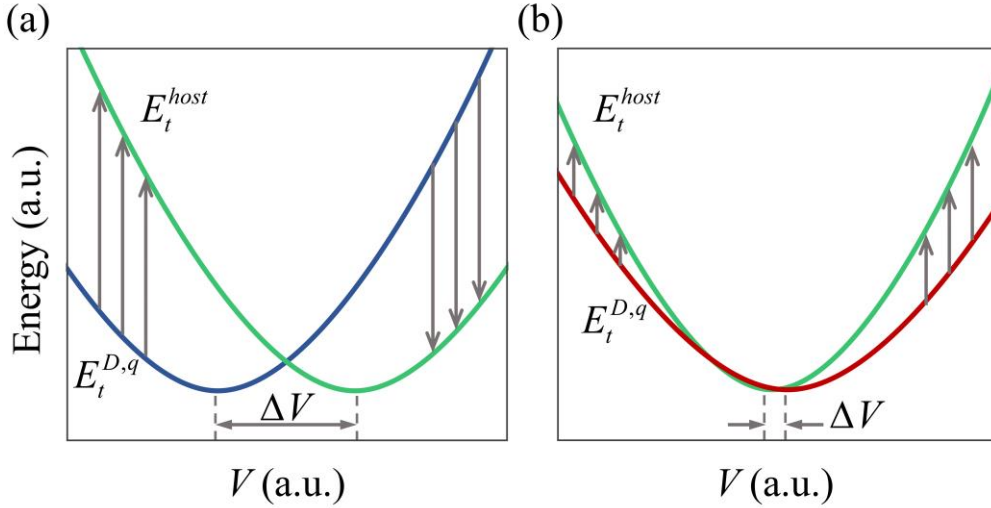 (a)
E_t^{host}
E_t^{D,q}
ΔV
Energy (a.u.)
V (a.u.)
(b)
E_t^{host}
E_t^{D,q}
ΔV
V (a.u.)